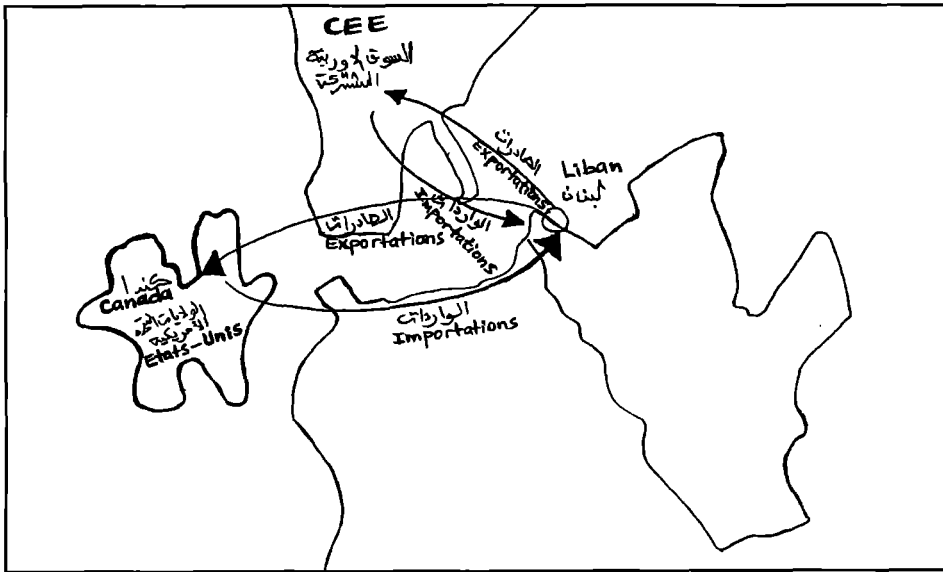 CEE
السوق الاوربية
المشتركة
الصادرات
Exportations
Liban
لبنان
الواردات
Importations
الصادرات
Exportations
كندا
Canada
الولايات المتحدة
الأمريكية
Etats-Unis
الواردات
Importations